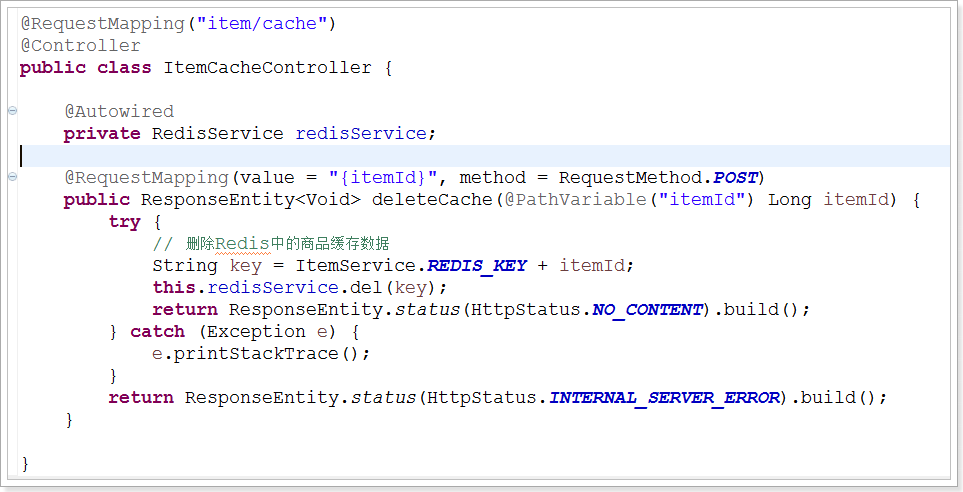 @RequestMapping("item/cache")
@Controller
public class ItemCacheController {
@Autowired
private RedisService redisService;
@RequestMapping(value = "{itemId}", method = RequestMethod.POST)
public ResponseEntity<Void> deleteCache(@PathVariable("itemId") Long itemId) {
try {
// 删除Redis中的商品缓存数据
String key = ItemService.REDIS_KEY + itemId;
this.redisService.del(key);
return ResponseEntity.status(HttpStatus.NO_CONTENT).build();
} catch (Exception e) {
e.printStackTrace();
}
return ResponseEntity.status(HttpStatus.INTERNAL_SERVER_ERROR).build();
}
}